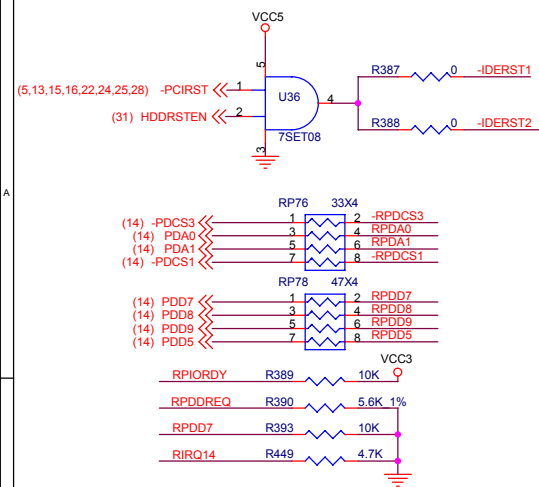 VCC5
5
R387 0 -IDERST1
(5,13,15,16,22,24,25,28) -PCIRST 1
U36
4
(31) HDDRSTEN 2
R388 0 -IDERST2
7SET08
3
A
RP76 33X4
(14) -PDCS3 1 2 -RPDCS3
(14) PDA0 3 4 RPDA0
(14) PDA1 5 6 RPDA1
(14) -PDCS1 7 8 -RPDCS1
RP78 47X4
(14) PDD7 1 2 RPDD7
(14) PDD8 3 4 RPDD8
(14) PDD9 5 6 RPDD9
(14) PDD5 7 8 RPDD5
VCC3
RPIORDY R389 10K
RPDDREQ R390 5.6K_1%
RPDD7 R393 10K
RIRQ14 R449 4.7K